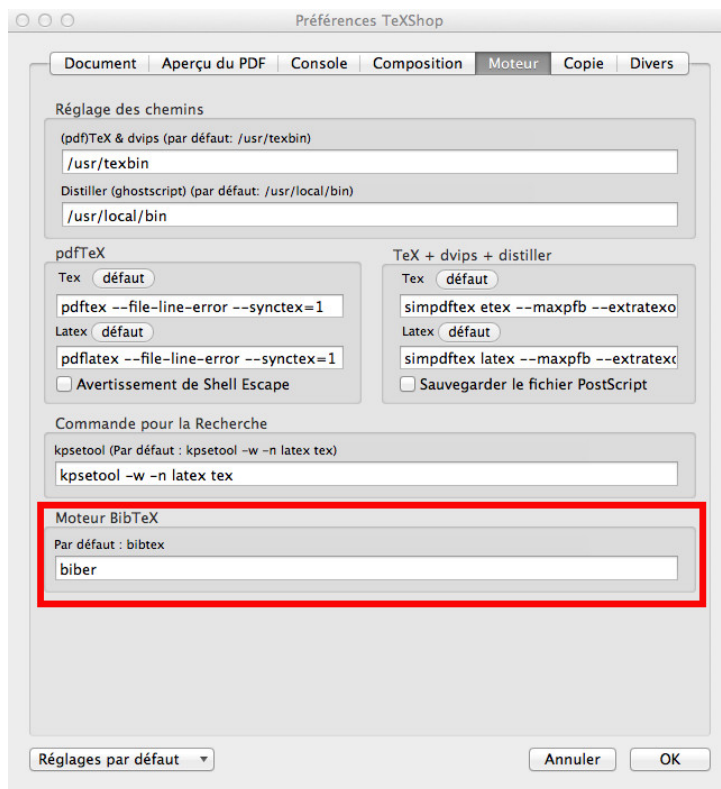 Préférences TeXShop
Document Aperçu du PDF Console Composition Moteur Copie Divers
Réglage des chemins
(pdf)TeX & dvips (par défaut: /usr/texbin)
/usr/texbin
Distiller (ghostscript) (par défaut: /usr/local/bin)
/usr/local/bin
pdfTeX
Tex défaut
pdftex --file-line-error --synctex=1
Latex défaut
pdflatex --file-line-error --synctex=1
Avertissement de Shell Escape
TeX + dvips + distiller
Tex défaut
simpdftex etex --maxpfb --extratexo
Latex défaut
simpdftex latex --maxpfb --extratexo
Sauvegarder le fichier PostScript
Commande pour la Recherche
kpsetool (Par défaut : kpsetool -w -n latex tex)
kpsetool -w -n latex tex
Moteur BibTeX
Par défaut : bibtex
biber
Réglages par défaut
Annuler
OK